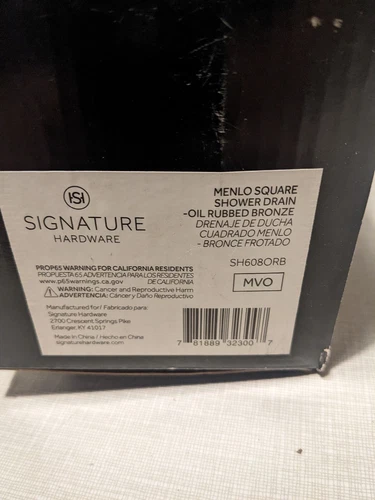 SH
SIGNATURE
HARDWARE
MENLO SQUARE
SHOWER DRAIN
-OIL RUBBED BRONZE
DRENAJE DE DUCHA
CUADRADO MENLO
- BRONCE FROTADO
SH608ORB
MVO
PROP65 WARNING FOR CALIFORNIA RESIDENTS
PROPUESTA 65 ADVERTENCIA PARA LOS RESIDENTES
www.p65warnings.ca.gov DE CALIFORNIA
WARNING: Cancer and Reproductive Harm
ADVERTENCIA: Cáncer y Daño Reproductivo
Manufactured for / Fabricado para:
Signature Hardware
2700 Crescent Springs Pike
Erlanger, KY 41017
Made in China / Hecho en China
signaturehardware.com
7 81889 32300 7